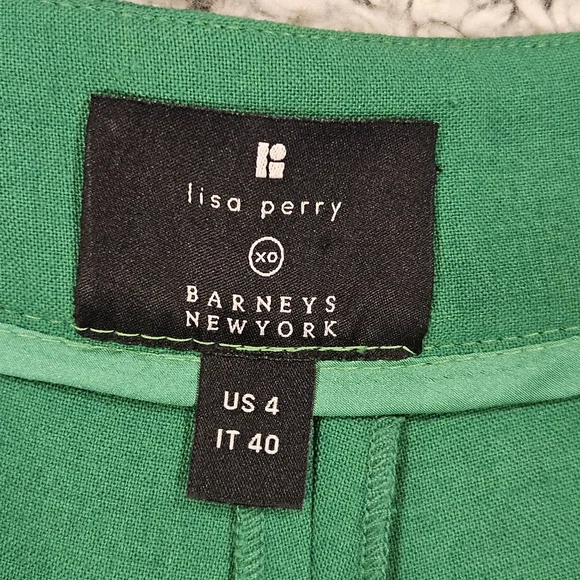 lisa perry
XO
BARNEYS
NEWYORK
US 4
IT 40